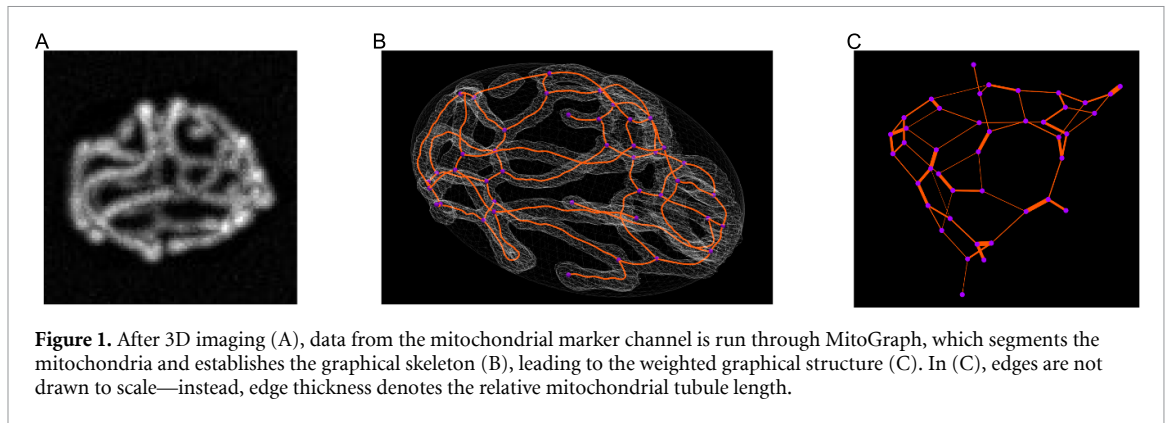 A
B
C
Figure 1. After 3D imaging (A), data from the mitochondrial marker channel is run through MitoGraph, which segments the
mitochondria and establishes the graphical skeleton (B), leading to the weighted graphical structure (C). In (C), edges are not
drawn to scale—instead, edge thickness denotes the relative mitochondrial tubule length.